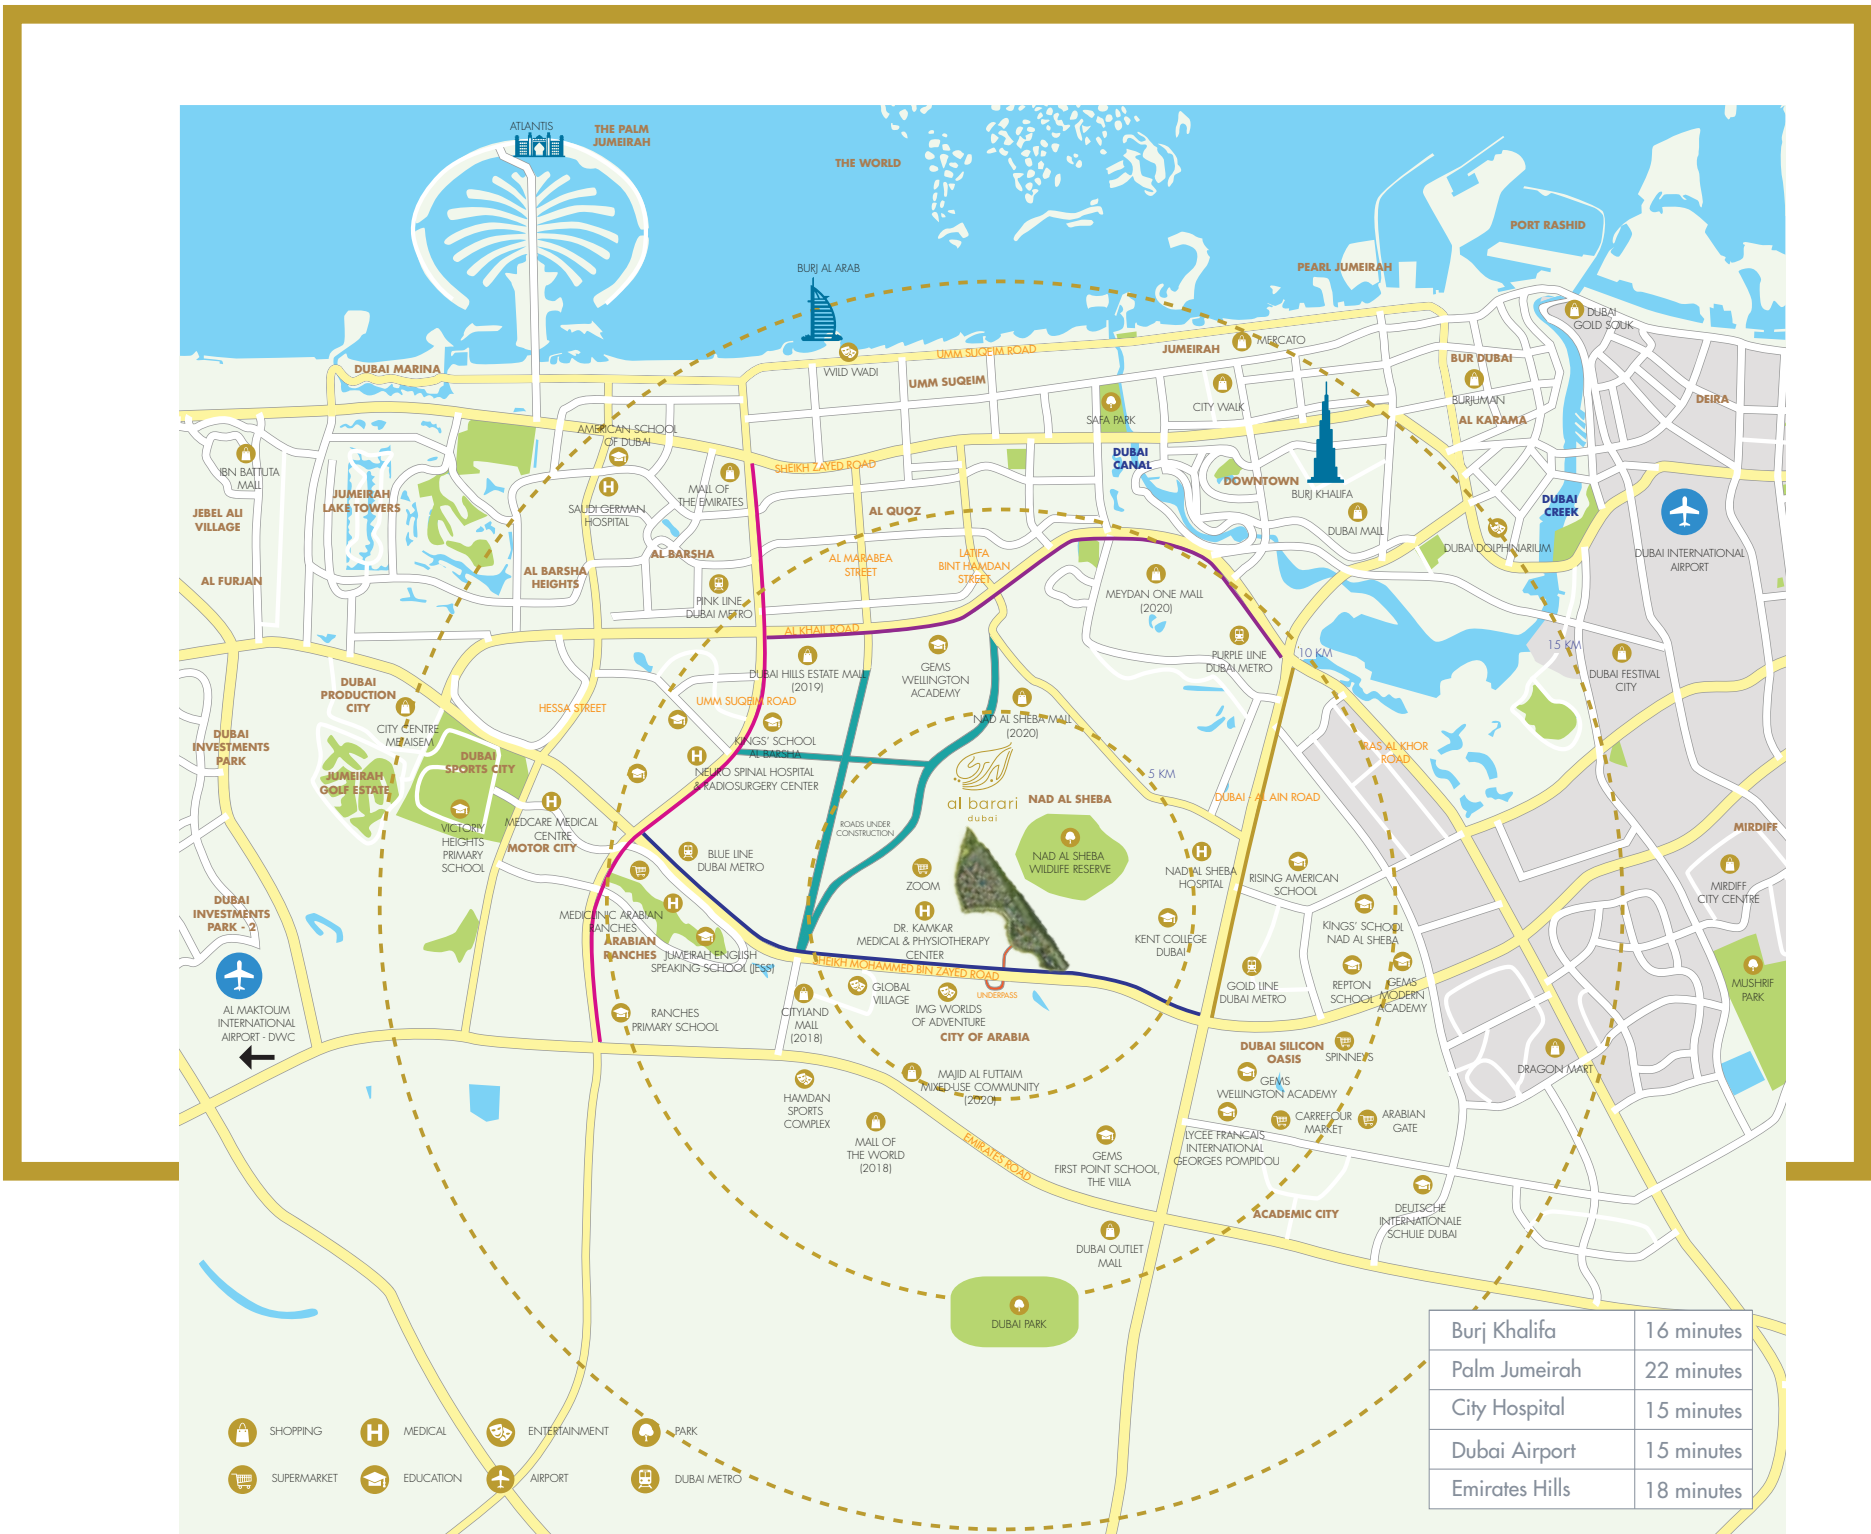 ATLANTIS
THE PALM
JUMEIRAH
THE WORLD
PORT RASHID
PEARL JUMEIRAH
BURJ AL ARAB
DUBAI
GOLD SOUK
MERCATO
JUMEIRAH
UMM SUQEIM ROAD
BUR DUBAI
DUBAI MARINA
WILD WADI
UMM SUQEIM
BURJUMAN
DEIRA
CITY WALK
SAFA PARK
AL KARAMA
AMERICAN SCHOOL
OF DUBAI
DUBAI
CANAL
SHEIKH ZAYED ROAD
IBN BATTUTA
MALL
MALL OF
THE EMIRATES
DOWNTOWN
BURJ KHALIFA
JUMEIRAH
LAKE TOWERS
DUBAI
CREEK
SAUDI GERMAN
HOSPITAL
AL QUOZ
JEBEL ALI
VILLAGE
DUBAI MALL
DUBAI DOLPHINARIUM
DUBAI INTERNATIONAL
AIRPORT
AL BARSHA
AL MARABEA
STREET
LATIFA
BINT HAMDAN
STREET
AL BARSHA
HEIGHTS
AL FURJAN
PINK LINE
DUBAI METRO
MEYDAN ONE MALL
(2020)
AL KHAIL ROAD
PURPLE LINE
DUBAI METRO
10 KM
15 KM
DUBAI HILLS ESTATE MALL
(2019)
GEMS
WELLINGTON
ACADEMY
DUBAI FESTIVAL
CITY
DUBAI
PRODUCTION
CITY
HESSA STREET
UMM SUQEIM ROAD
NAD AL SHEBA MALL
(2020)
CITY CENTRE
ME'AISEM
KINGS' SCHOOL
AL BARSHA
DUBAI
INVESTMENTS
PARK
RAS AL KHOR
ROAD
DUBAI
SPORTS CITY
NEURO SPINAL HOSPITAL
& RADIOSURGERY CENTER
5 KM
JUMEIRAH
GOLF ESTATE
al barari
dubai
NAD AL SHEBA
DUBAI - AL AIN ROAD
ROADS UNDER
CONSTRUCTION
MEDCARE MEDICAL
CENTRE
MOTOR CITY
VICTORIY
HEIGHTS
PRIMARY
SCHOOL
MIRDIFF
BLUE LINE
DUBAI METRO
NAD AL SHEBA
WILDLIFE RESERVE
ZOOM
NAD AL SHEBA
HOSPITAL
RISING AMERICAN
SCHOOL
MIRDIFF
CITY CENTRE
DUBAI
INVESTMENTS
PARK - 2
MEDICLINIC ARABIAN
RANCHES
DR. KAMKAR
MEDICAL & PHYSIOTHERAPY
CENTER
KENT COLLEGE
DUBAI
KINGS' SCHOOL
NAD AL SHEBA
ARABIAN
RANCHES
JUMEIRAH ENGLISH
SPEAKING SCHOOL (JESS)
SHEIKH MOHAMMED BIN ZAYED ROAD
GLOBAL
VILLAGE
UNDERPASS
GOLD LINE
DUBAI METRO
REPTON
SCHOOL
GEMS
MODERN
ACADEMY
MUSHRIF
PARK
AL MAKTOUM
INTERNATIONAL
AIRPORT - DWC
RANCHES
PRIMARY SCHOOL
CITYLAND
MALL
(2018)
IMG WORLDS
OF ADVENTURE
CITY OF ARABIA
DUBAI SILICON
OASIS
SPINNEYS
DRAGON MART
MAJID AL FUTTAIM
MIXED-USE COMMUNITY
(2020)
GEMS
WELLINGTON ACADEMY
HAMDAN
SPORTS
COMPLEX
CARREFOUR
MARKET
ARABIAN
GATE
MALL OF
THE WORLD
(2018)
EMIRATES ROAD
LYCEE FRANCAIS
INTERNATIONAL
GEORGES POMPIDOU
GEMS
FIRST POINT SCHOOL,
THE VILLA
ACADEMIC CITY
DEUTSCHE
INTERNATIONALE
SCHULE DUBAI
DUBAI OUTLET
MALL
DUBAI PARK
Burj Khalifa 16 minutes
Palm Jumeirah 22 minutes
City Hospital 15 minutes
Dubai Airport 15 minutes
Emirates Hills 18 minutes
SHOPPING MEDICAL ENTERTAINMENT PARK
SUPERMARKET EDUCATION AIRPORT DUBAI METRO